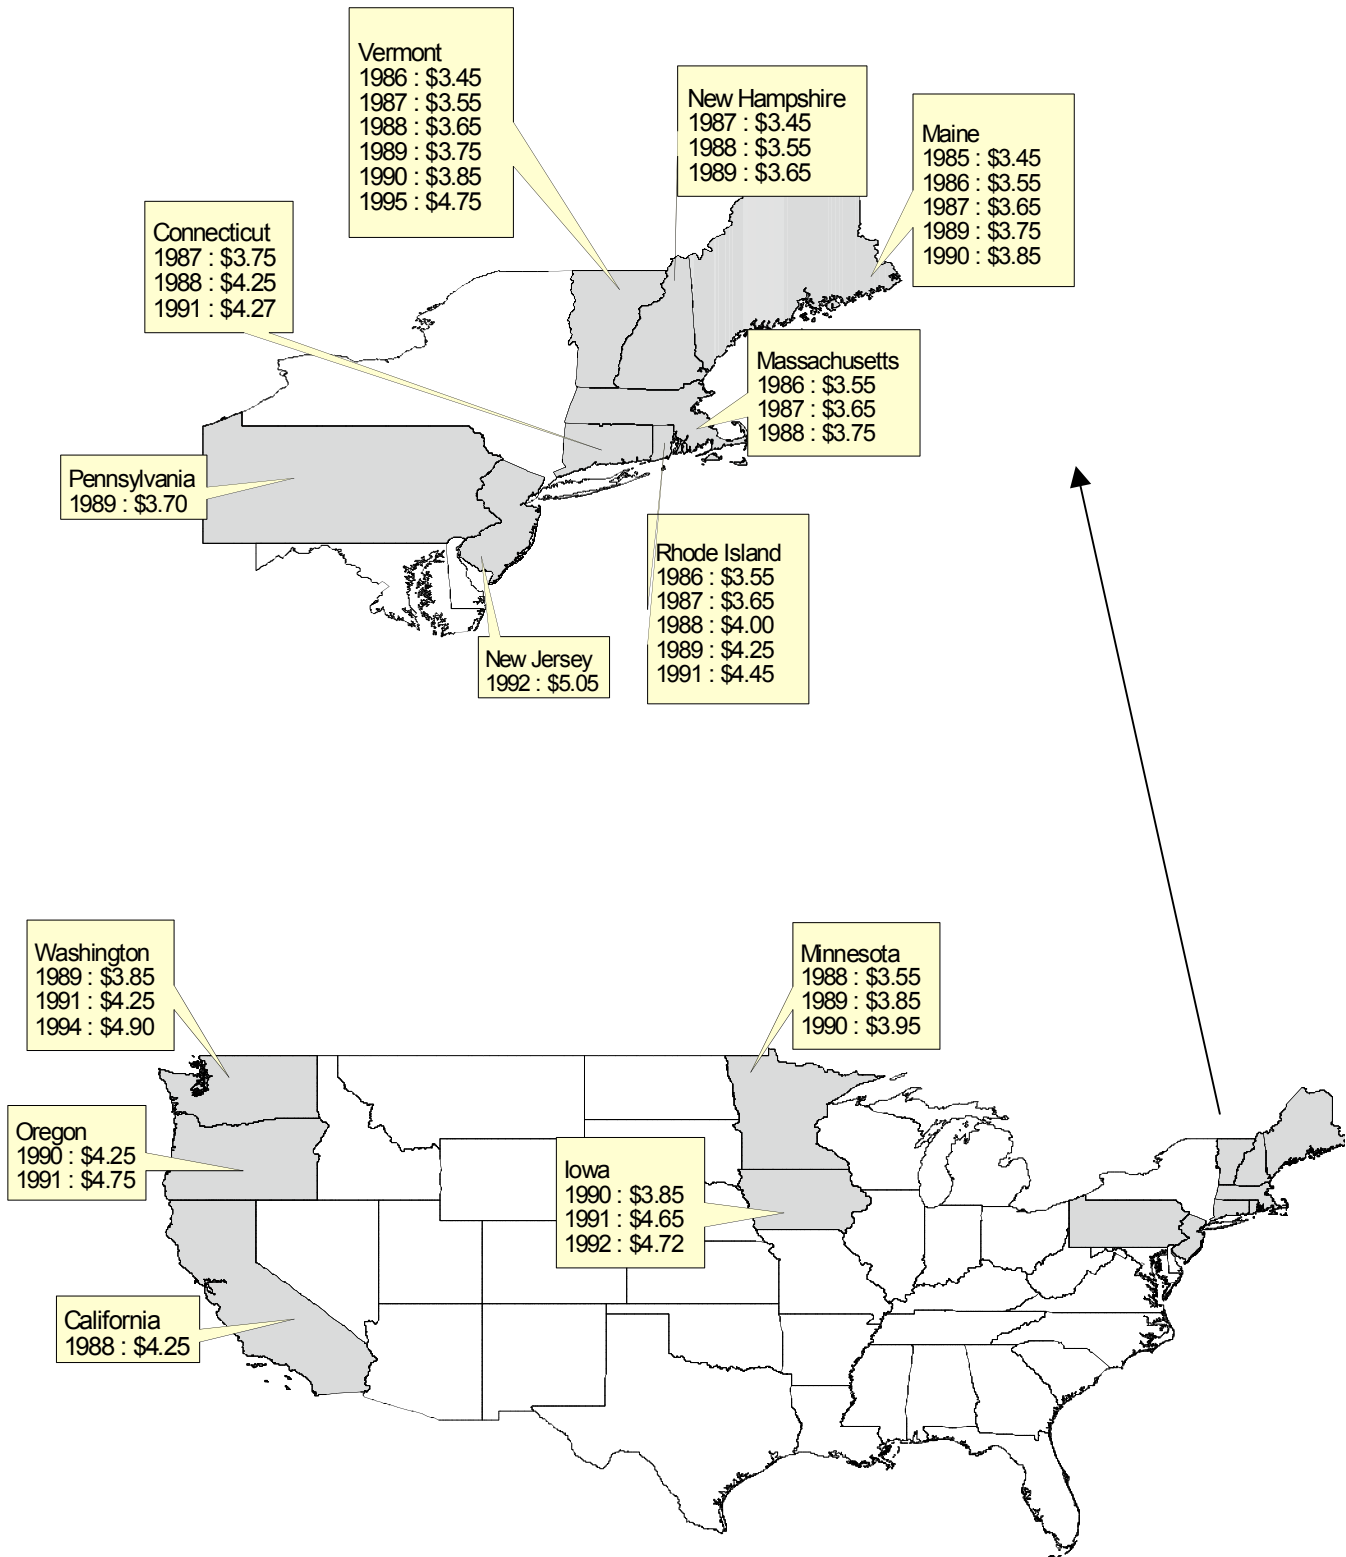 Vermont
1986 : $3.45
1987 : $3.55
1988 : $3.65
1989 : $3.75
1990 : $3.85
1995 : $4.75
New Hampshire
1987 : $3.45
1988 : $3.55
1989 : $3.65
Maine
1985 : $3.45
1986 : $3.55
1987 : $3.65
1989 : $3.75
1990 : $3.85
Connecticut
1987 : $3.75
1988 : $4.25
1991 : $4.27
Massachusetts
1986 : $3.55
1987 : $3.65
1988 : $3.75
Pennsylvania
1989 : $3.70
Rhode Island
1986 : $3.55
1987 : $3.65
1988 : $4.00
1989 : $4.25
1991 : $4.45
New Jersey
1992 : $5.05
Washington
1989 : $3.85
1991 : $4.25
1994 : $4.90
Minnesota
1988 : $3.55
1989 : $3.85
1990 : $3.95
Oregon
1990 : $4.25
1991 : $4.75
Iowa
1990 : $3.85
1991 : $4.65
1992 : $4.72
California
1988 : $4.25